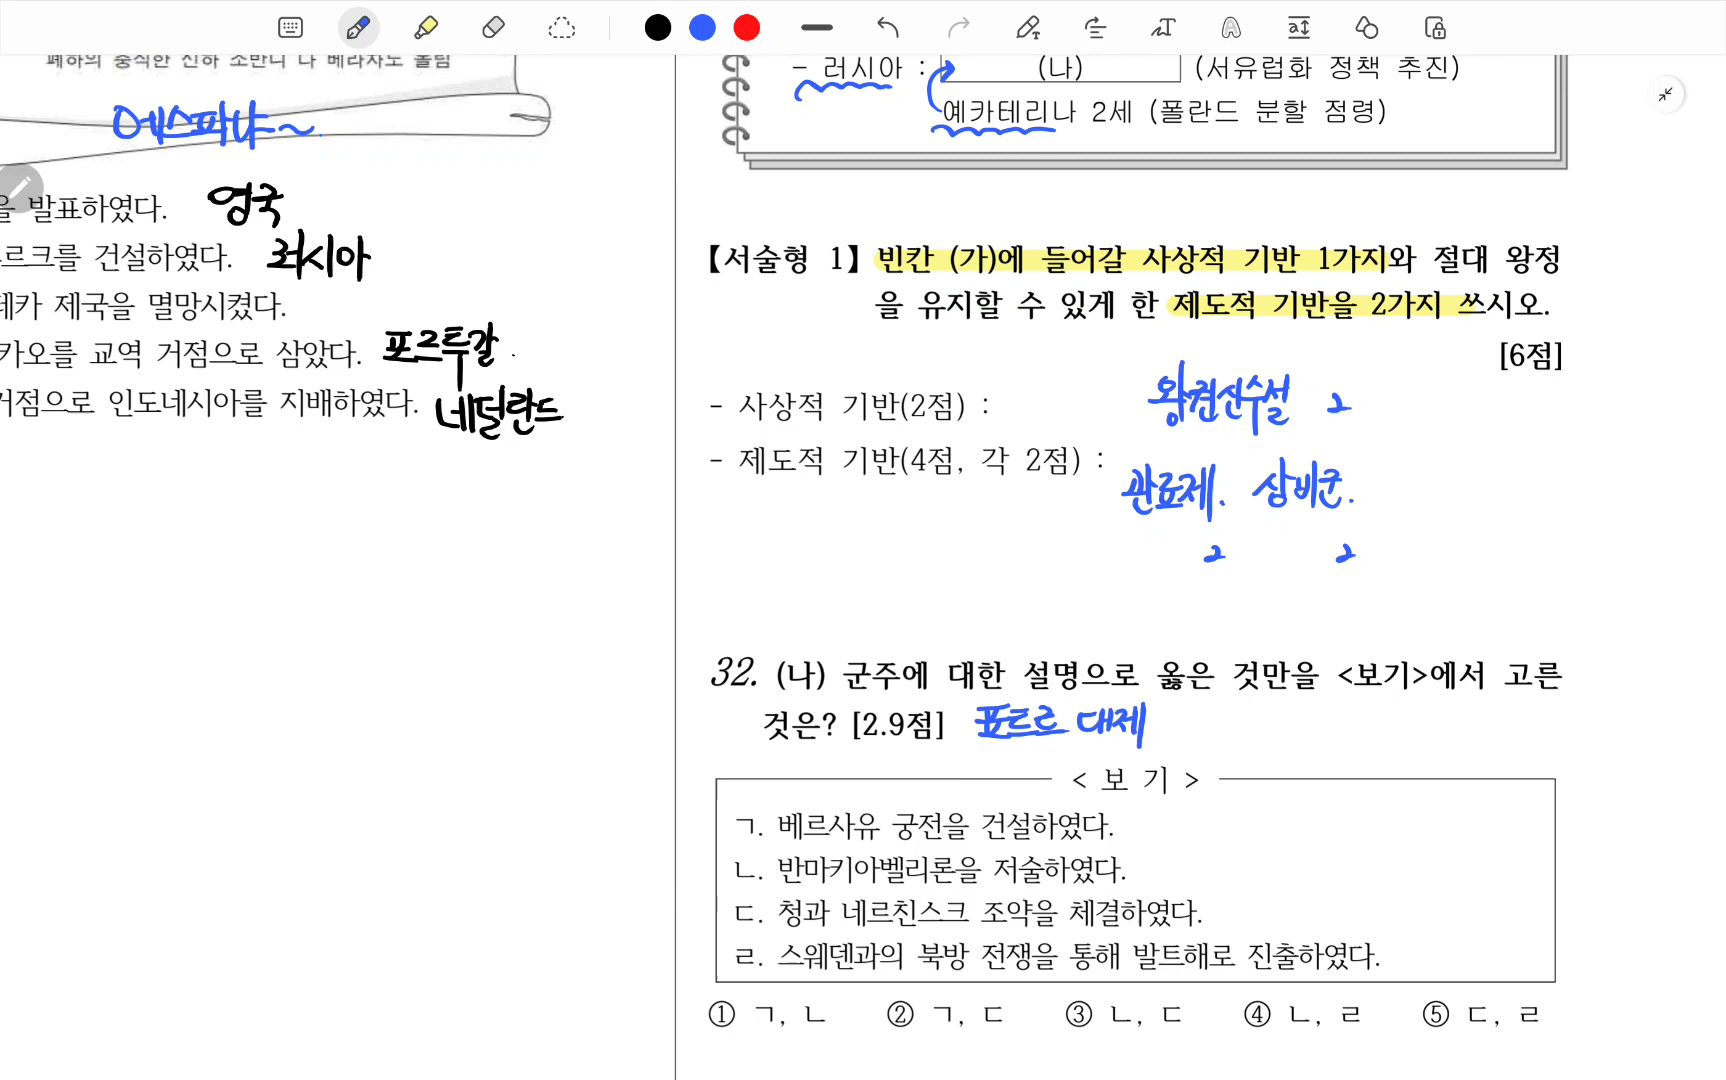 에스파냐~
을 발표하였다. 영국
르크를 건설하였다. 러시아
테카 제국을 멸망시켰다.
카오를 교역 거점으로 삼았다. 포르투갈
거점으로 인도네시아를 지배하였다. 네덜란드
- 러시아 : (나) (서유럽화 정책 추진)
예카테리나 2세 (폴란드 분할 점령)
【서술형 1】 빈칸 (가)에 들어갈 사상적 기반 1가지와 절대 왕정
을 유지할 수 있게 한 제도적 기반을 2가지 쓰시오.
[6점]
- 사상적 기반(2점) : 왕권신수설 2
- 제도적 기반(4점, 각 2점) : 관료제. 상비군.
2 2
32. (나) 군주에 대한 설명으로 옳은 것만을 <보기>에서 고른
것은? [2.9점] 표트르 대제
< 보 기 >
ㄱ. 베르사유 궁전을 건설하였다.
ㄴ. 반마키아벨리론을 저술하였다.
ㄷ. 청과 네르친스크 조약을 체결하였다.
ㄹ. 스웨덴과의 북방 전쟁을 통해 발트해로 진출하였다.
① ㄱ, ㄴ ② ㄱ, ㄷ ③ ㄴ, ㄷ ④ ㄴ, ㄹ ⑤ ㄷ, ㄹ